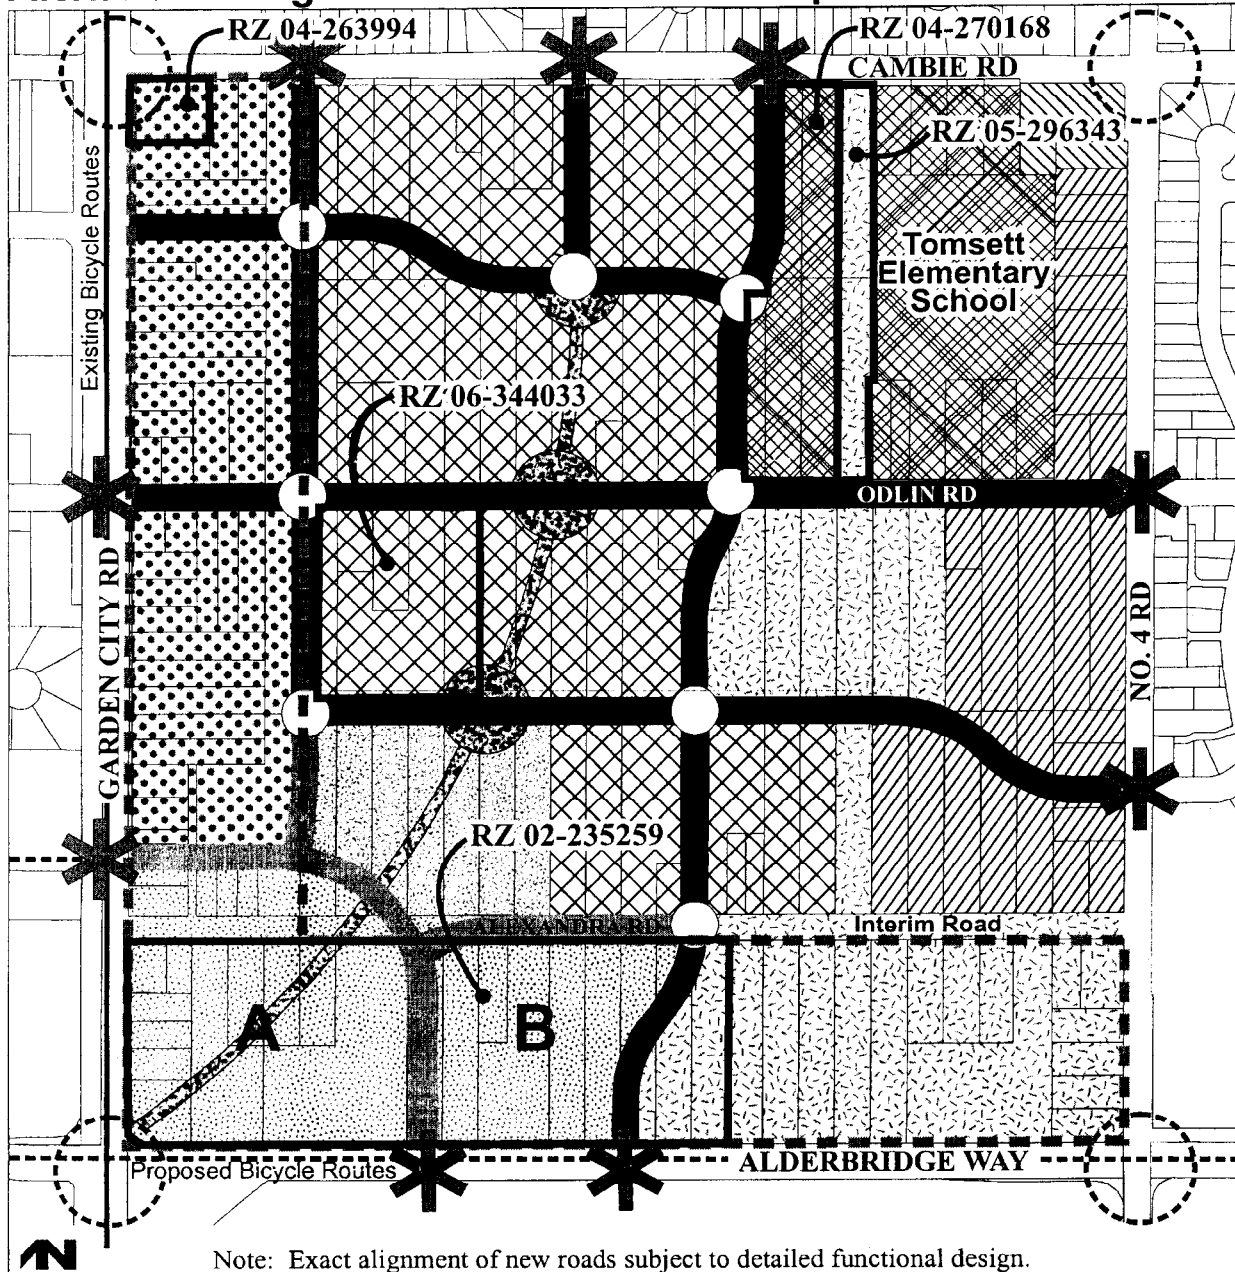 RZ 04-263994
RZ 04-270168
CAMBIE RD
RZ 05-296343
Existing Bicycle Routes
Tomsett
Elementary
School
RZ 06-344033
ODLIN RD
GARDEN CITY RD
NO. 4 RD
RZ 02-235259
ALEXANDRA RD
Interim Road
A
B
Proposed Bicycle Routes
ALDERBRIDGE WAY
N
Note: Exact alignment of new roads subject to detailed functional design.